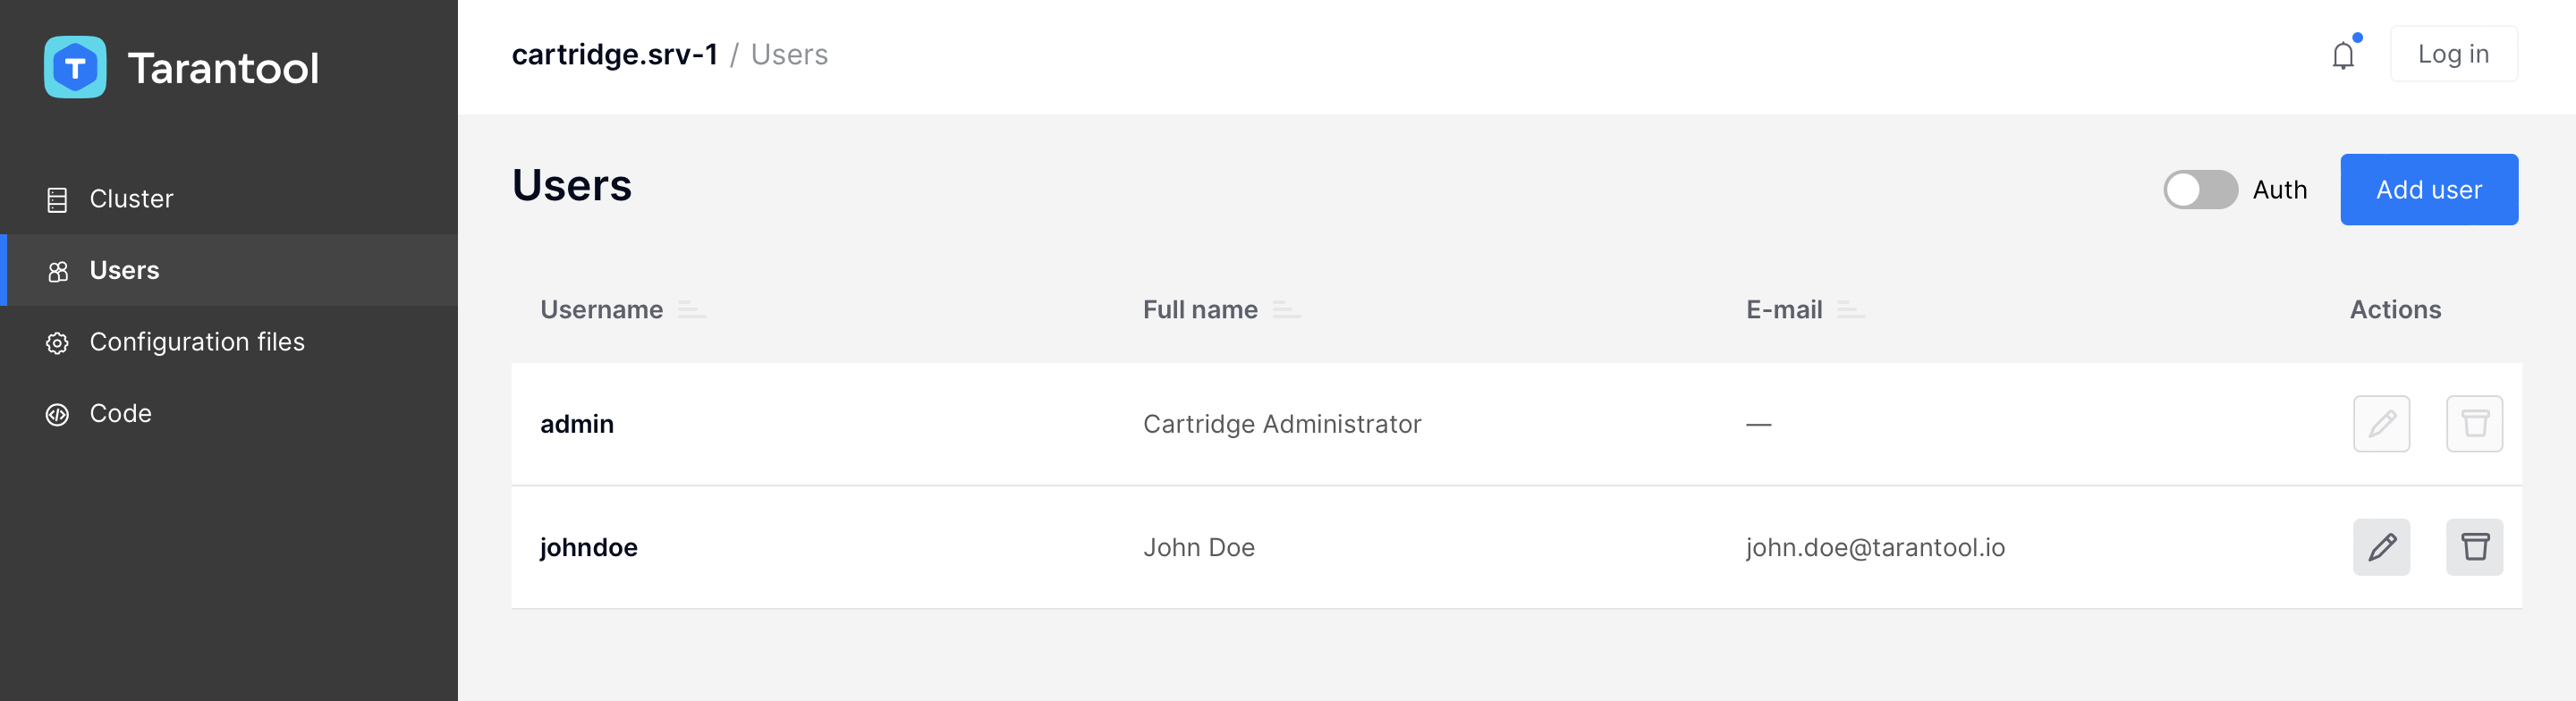 Tarantool
Cluster
Users
Configuration files
Code
cartridge.srv-1 / Users
Log in
Users
Auth
Add user
Username Full name E-mail Actions
admin Cartridge Administrator —
johndoe John Doe john.doe@tarantool.io